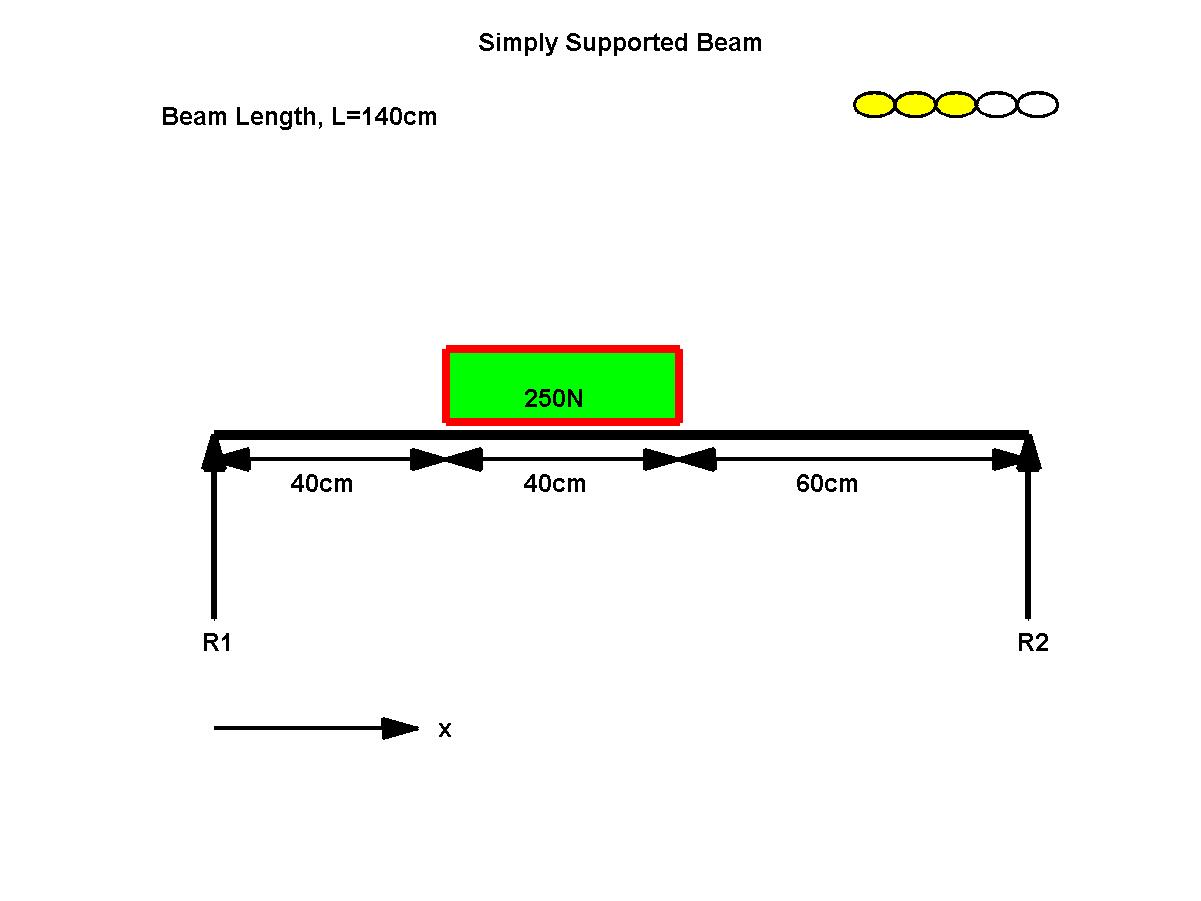 Simply Supported Beam
Beam Length, L=140cm
250N
40cm
40cm
60cm
R1
R2
x